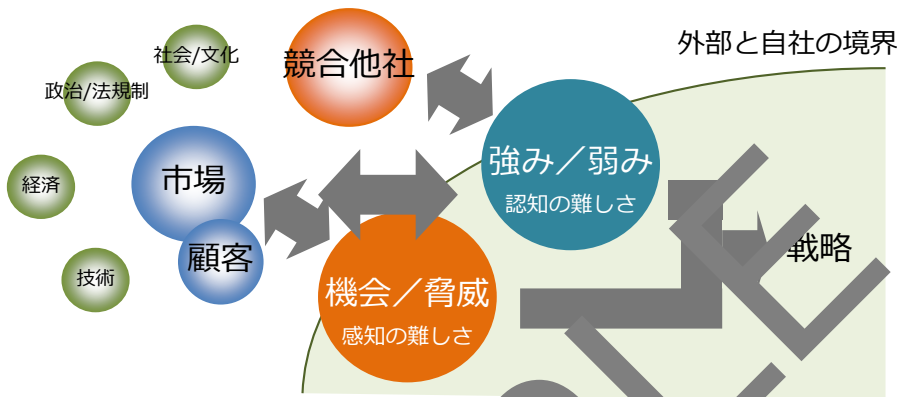 外部と自社の境界
社会/文化
競合他社
政治/法規制
強み／弱み
認知の難しさ
経済
市場
顧客
戦略
技術
機会／脅威
感知の難しさ